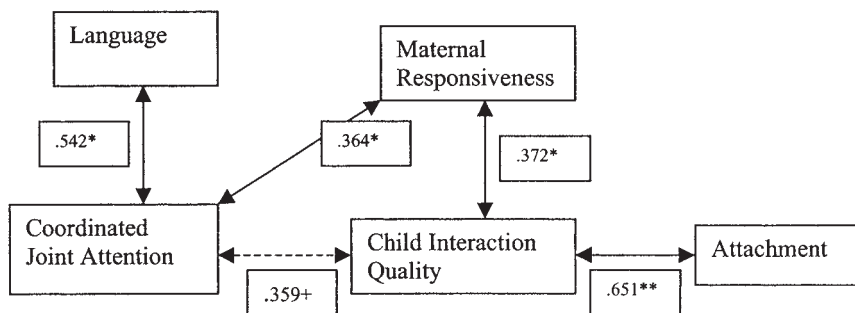 Language
Maternal
Responsiveness
.542*
.364*
.372*
Coordinated
Joint Attention
Child Interaction
Quality
Attachment
.359+
.651**